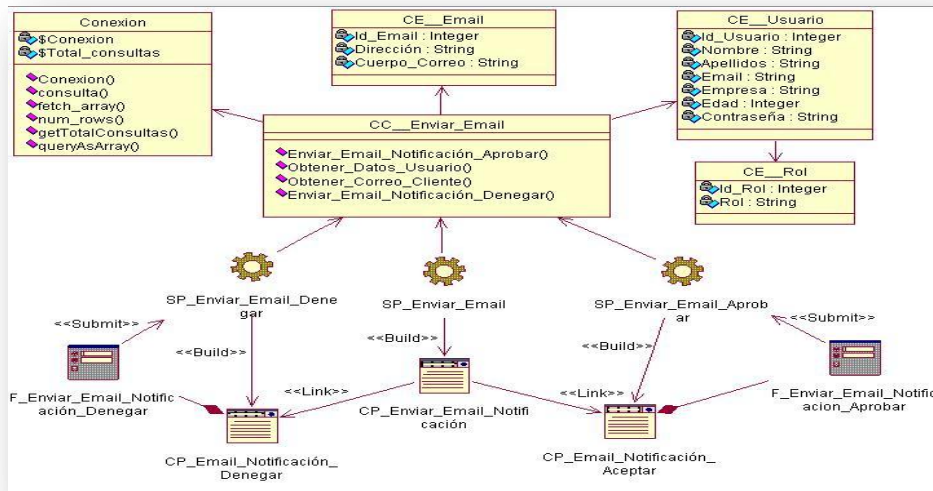 Conexion
$Conexion
$Total_consultas
Conexion()
consulta()
fetch_array()
num_rows()
getTotalConsultas()
queryAsArray()
CE__Email
Id_Email : Integer
Dirección : String
Cuerpo_Correo : String
CE__Usuario
Id_Usuario : Integer
Nombre : String
Apellidos : String
Email : String
Empresa : String
Edad : Integer
Contraseña : String
CC__Enviar_Email
Enviar_Email_Notificación_Aprobar()
Obtener_Datos_Usuario()
Obtener_Correo_Cliente()
Enviar_Email_Notificación_Denegar()
CE__Rol
Id_Rol : Integer
Rol : String
SP_Enviar_Email_Dene
gar
SP_Enviar_Email
SP_Enviar_Email_Aprob
ar
<<Submit>>
<<Build>>
<<Build>>
<<Build>>
<<Submit>>
F_Enviar_Email_Notific
ación_Denegar
<<Link>>
CP_Enviar_Email_Notifi
cación
<<Link>>
F_Enviar_Email_Notific
acion_Aprobar
CP_Email_Notificación_
Denegar
CP_Email_Notificación_
Aceptar